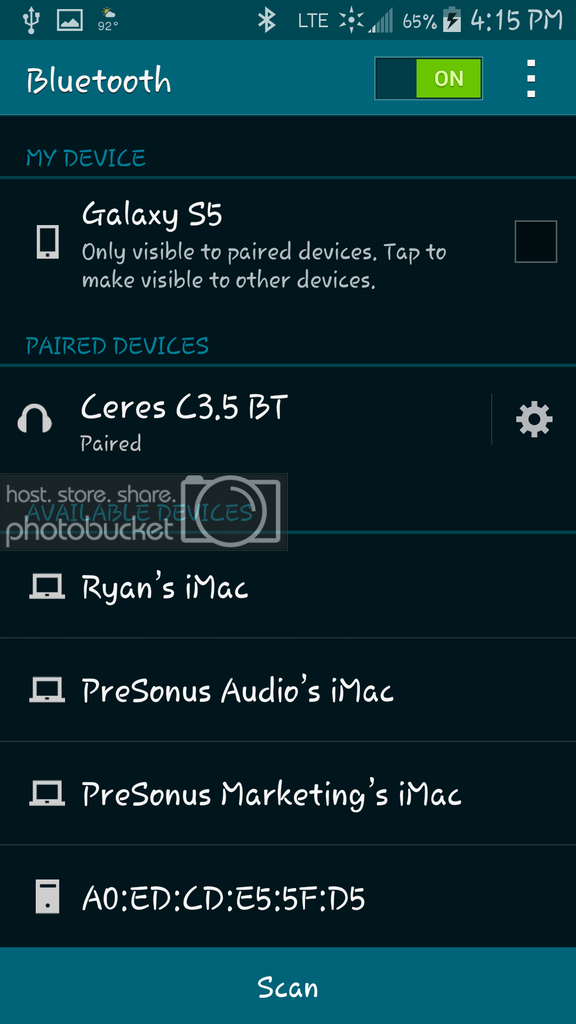 92°
LTE
65%
4:15 PM
Bluetooth
ON
MY DEVICE
Galaxy S5
Only visible to paired devices. Tap to
make visible to other devices.
PAIRED DEVICES
Ceres C3.5 BT
Paired
host. store. share.
photobucket
AVAILABLE DEVICES
Ryan's iMac
PreSonus Audio's iMac
PreSonus Marketing's iMac
A0:ED:CD:E5:5F:D5
Scan